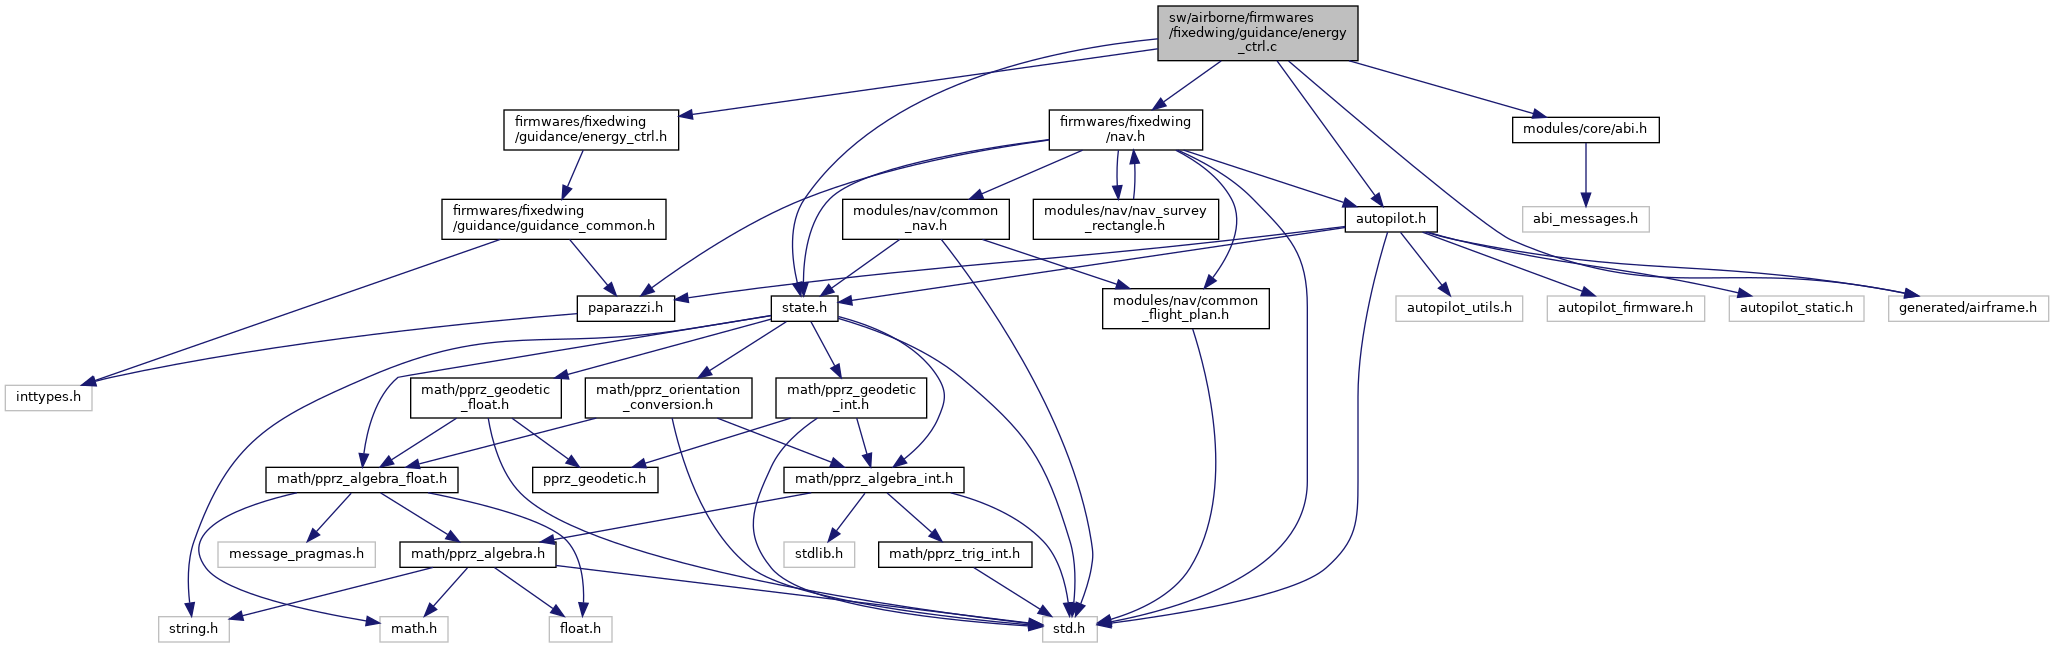 sw/airborne/firmwares
/fixedwing/guidance/energy
_ctrl.c
firmwares/fixedwing
/guidance/energy_ctrl.h
firmwares/fixedwing
/nav.h
modules/core/abi.h
firmwares/fixedwing
/guidance/guidance_common.h
modules/nav/common
_nav.h
modules/nav/nav_survey
_rectangle.h
autopilot.h
abi_messages.h
paparazzi.h
state.h
modules/nav/common
_flight_plan.h
autopilot_utils.h
autopilot_firmware.h
autopilot_static.h
generated/airframe.h
inttypes.h
math/pprz_geodetic
_float.h
math/pprz_orientation
_conversion.h
math/pprz_geodetic
_int.h
math/pprz_algebra_float.h
pprz_geodetic.h
math/pprz_algebra_int.h
message_pragmas.h
math/pprz_algebra.h
stdlib.h
math/pprz_trig_int.h
string.h
math.h
float.h
std.h